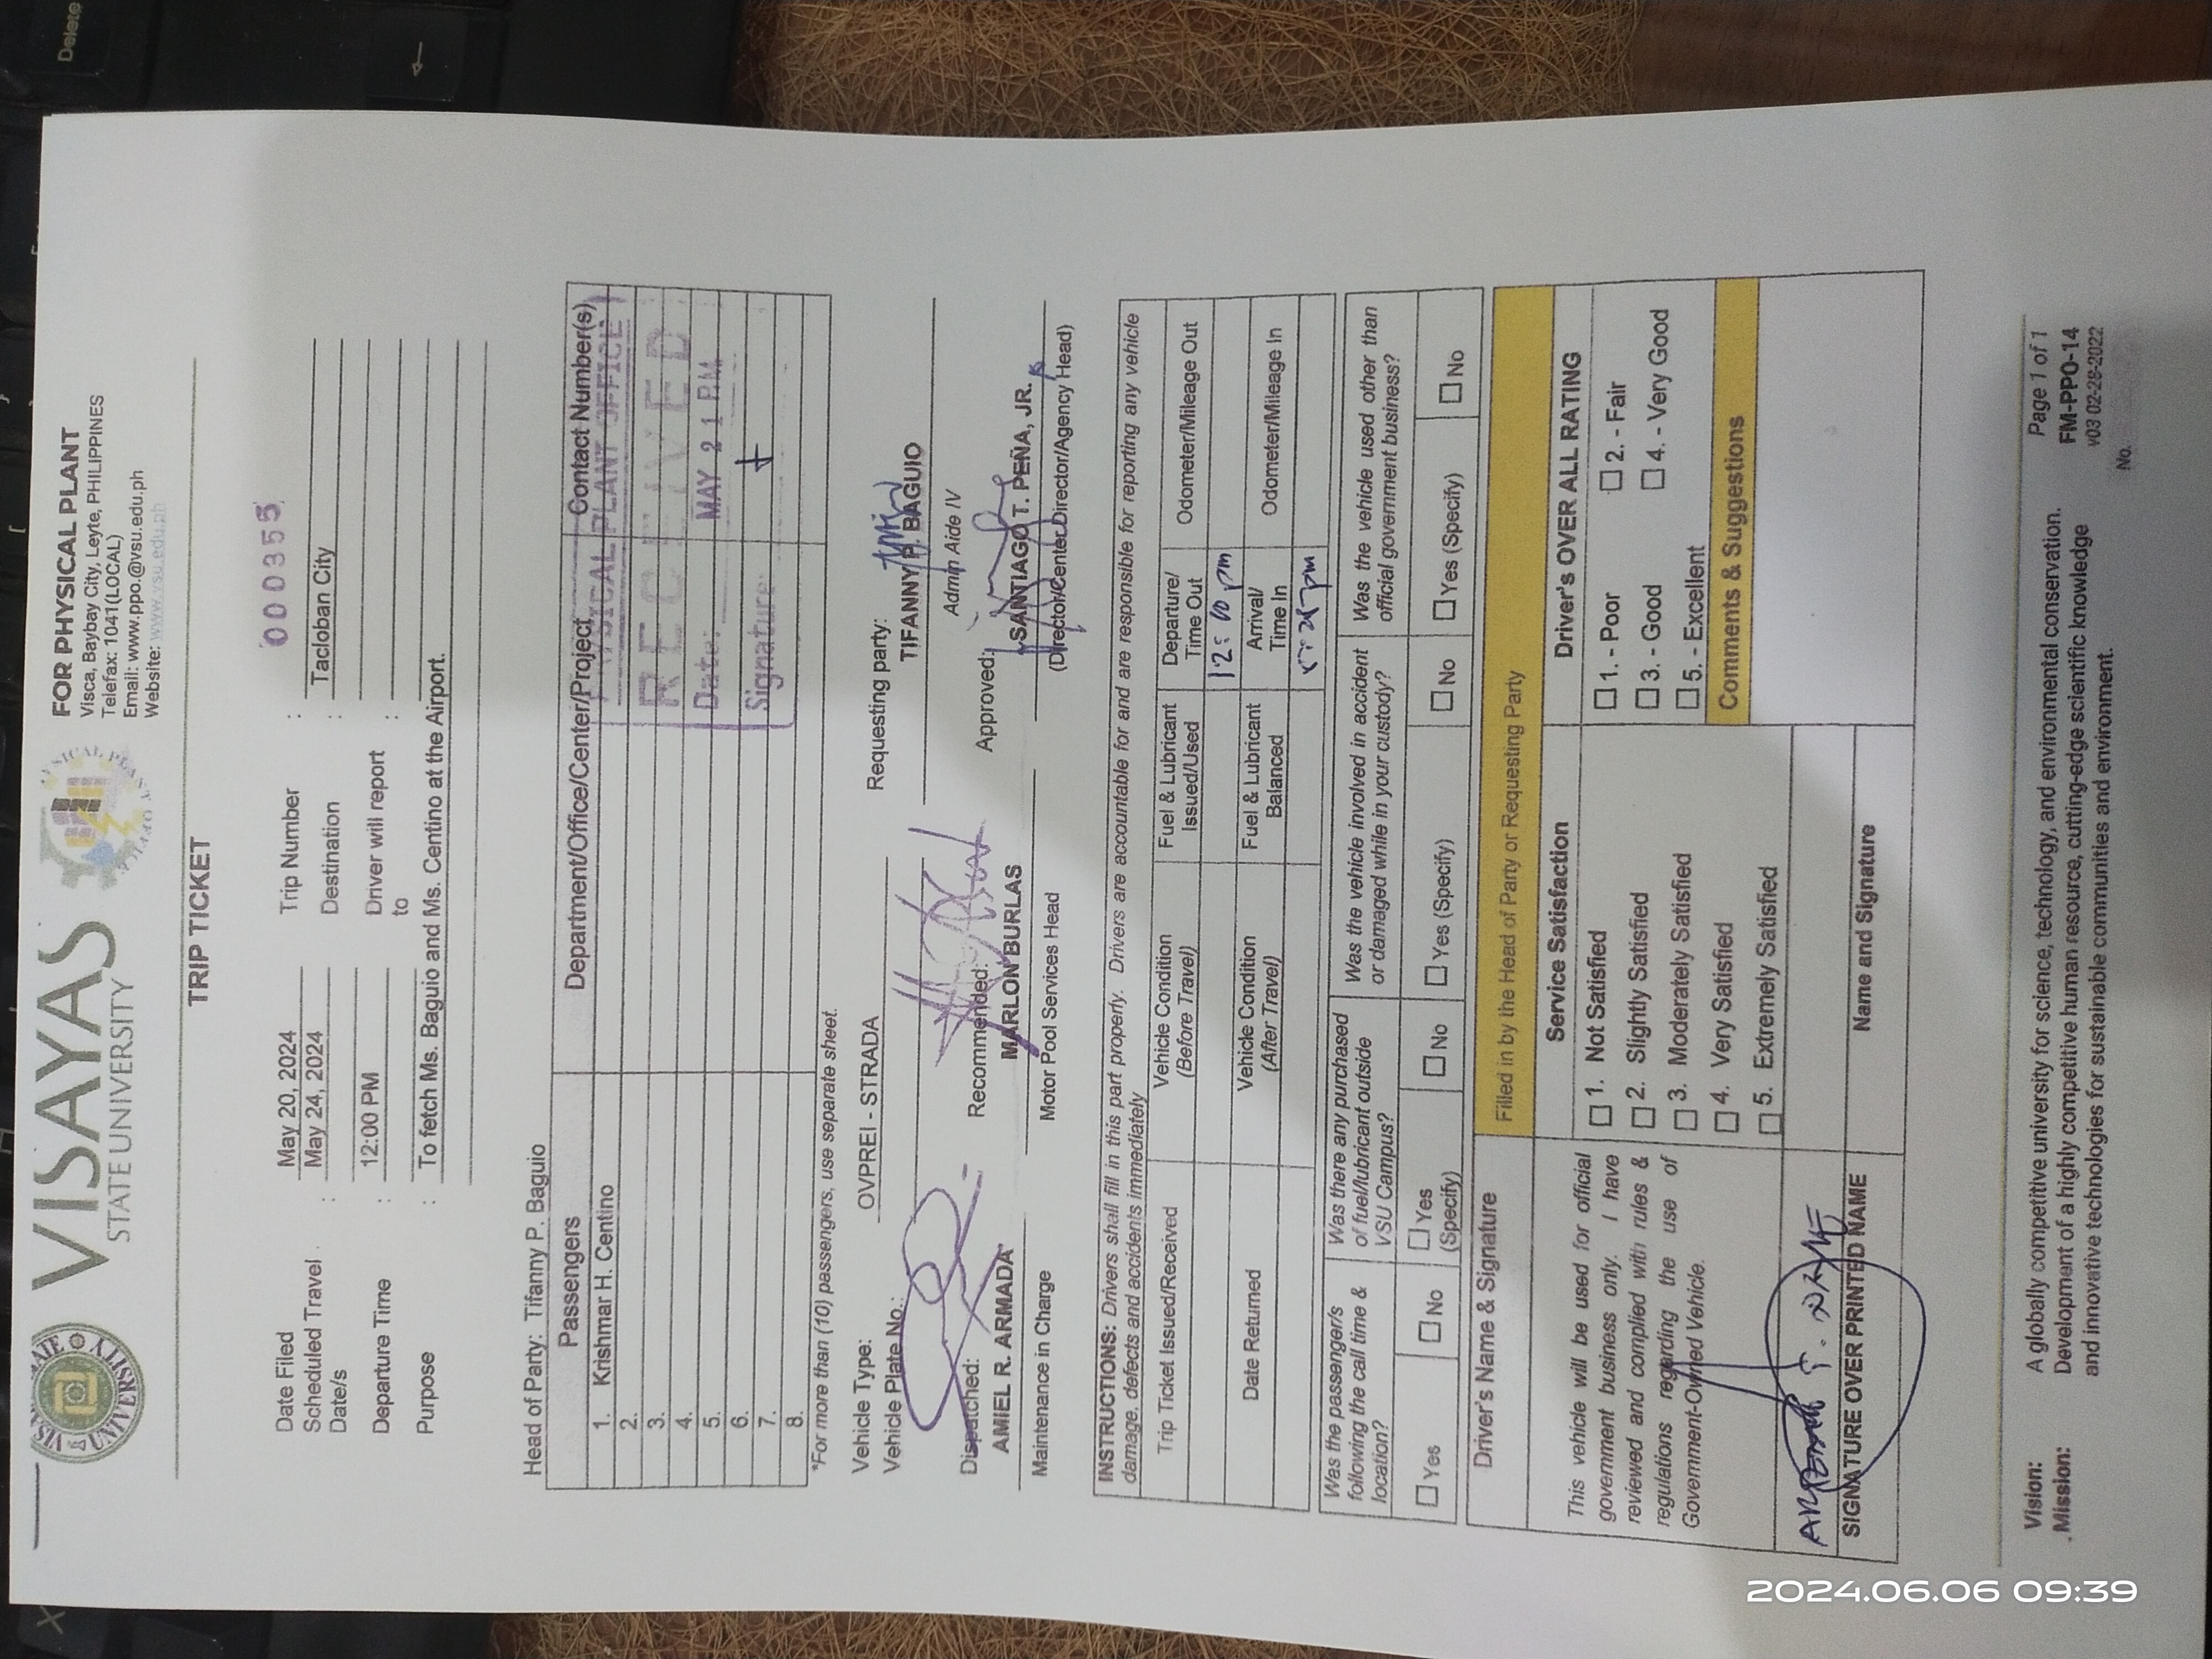 VISAYAS
STATE UNIVERSITY
FOR PHYSICAL PLANT
Visca, Baybay City, Leyte, PHILIPPINES
Telefax: 1041(LOCAL)
Email: www.ppo.@vsu.edu.ph
Website: www.vsu.edu.ph
TRIP TICKET
Date Filed May 20, 2024 Trip Number : 000355
Scheduled Travel Date/s : May 24, 2024 Destination : Tacloban City
Departure Time : 12:00 PM Driver will report to :
Purpose : To fetch Ms. Baguio and Ms. Centino at the Airport.
Head of Party: Tifanny P. Baguio
Passengers Department/Office/Center/Project Contact Number(s)
1. Krishmar H. Centino
2.
3.
4.
5.
6.
7.
8.
PHYSICAL PLANT OFFICE
RECEIVED
Date: MAY 21 P.M.
Signature:
*For more than (10) passengers, use separate sheet.
Vehicle Type: OVPREI - STRADA Requesting party:
Vehicle Plate No.: TIFANNY P. BAGUIO
Admin Aide IV
Dispatched: Recommended: Approved:
AMIEL R. ARMADA MARLON BURLAS SANTIAGO T. PEÑA, JR.
Maintenance in Charge Motor Pool Services Head (Director/Center Director/Agency Head)
INSTRUCTIONS: Drivers shall fill in this part properly. Drivers are accountable for and are responsible for reporting any vehicle
damage, defects and accidents immediately
Trip Ticket Issued/Received Vehicle Condition (Before Travel) Fuel & Lubricant Issued/Used Departure/ Time Out Odometer/Mileage Out
12:00 pm
Date Returned Vehicle Condition (After Travel) Fuel & Lubricant Balanced Arrival/ Time In Odometer/Mileage In
Was the passenger/s following the call time & location? Was there any purchased of fuel/lubricant outside VSU Campus? Was the vehicle involved in accident or damaged while in your custody? Was the vehicle used other than official government business?
Yes No Yes (Specify) No Yes (Specify) No Yes (Specify) No
Driver's Name & Signature Filled in by the Head of Party or Requesting Party
This vehicle will be used for official
government business only. I have
reviewed and complied with rules &
regulations regarding the use of
Government-Owned Vehicle.
SIGNATURE OVER PRINTED NAME
Service Satisfaction
1. Not Satisfied
2. Slightly Satisfied
3. Moderately Satisfied
4. Very Satisfied
5. Extremely Satisfied
Name and Signature
Driver's OVER ALL RATING
1. - Poor 2. - Fair
3. - Good 4. - Very Good
5. - Excellent
Comments & Suggestions
Vision: A globally competitive university for science, technology, and environmental conservation.
Mission: Development of a highly competitive human resource, cutting-edge scientific knowledge
and innovative technologies for sustainable communities and environment.
Page 1 of 1
FM-PPO-14
v03 02-28-2022
No.
2024.06.06 09:39
Delete